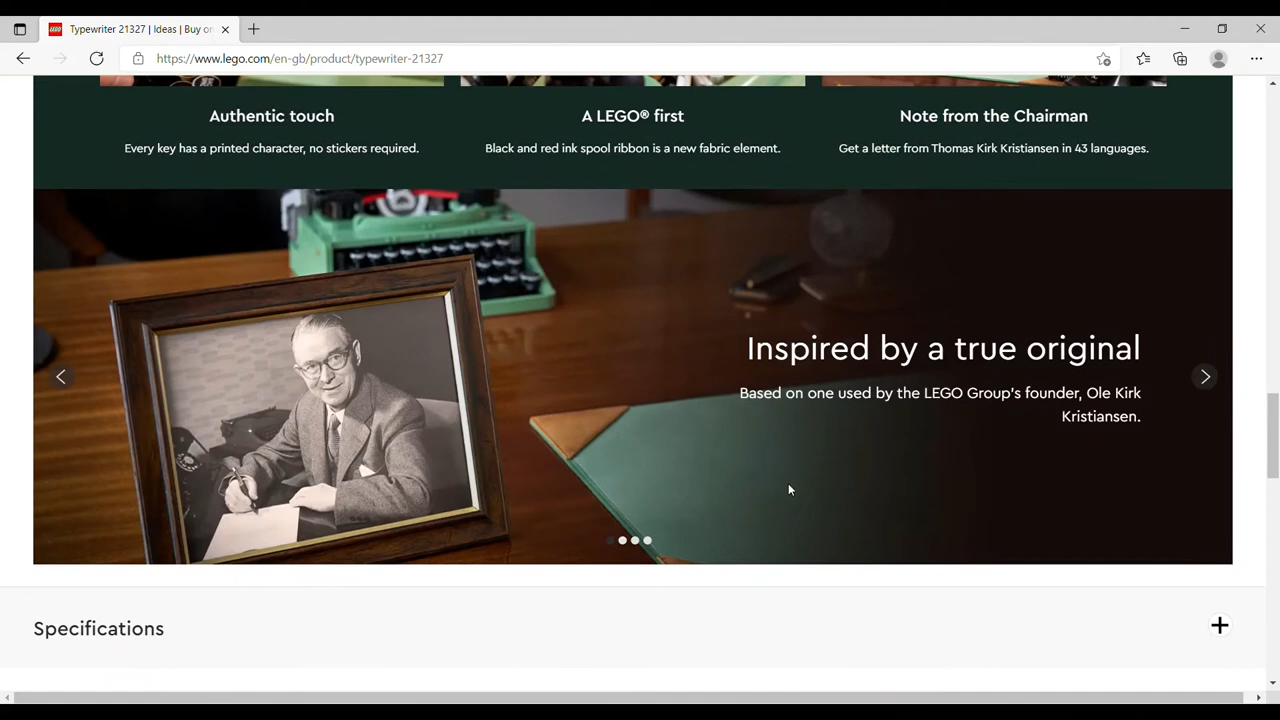 Typewriter 21327 | Ideas | Buy on
https://www.lego.com/en-gb/product/typewriter-21327
Authentic touch
Every key has a printed character, no stickers required.
A LEGO® first
Black and red ink spool ribbon is a new fabric element.
Note from the Chairman
Get a letter from Thomas Kirk Kristiansen in 43 languages.
Inspired by a true original
Based on one used by the LEGO Group's founder, Ole Kirk
Kristiansen.
Specifications